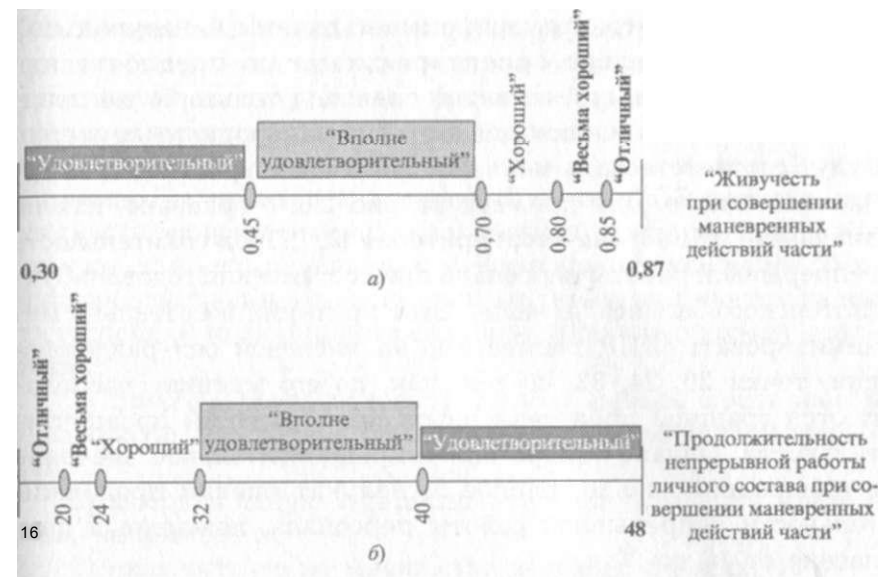 “Хороший”
“Весьма хороший”
“Отличный”
“Вполне
удовлетворительный”
“Удовлетворительный”
“Живучесть
при совершении
маневренных
действий части”
0,30
0,45
0,70
0,80
0,85
0,87
а)
“Отличный”
“Весьма хороший”
“Хороший”
“Вполне
удовлетворительный”
“Удовлетворительный”
“Продолжительность
непрерывной работы
личного состава при со-
вершении маневренных
действий части”
16
20
24
32
40
48
б)